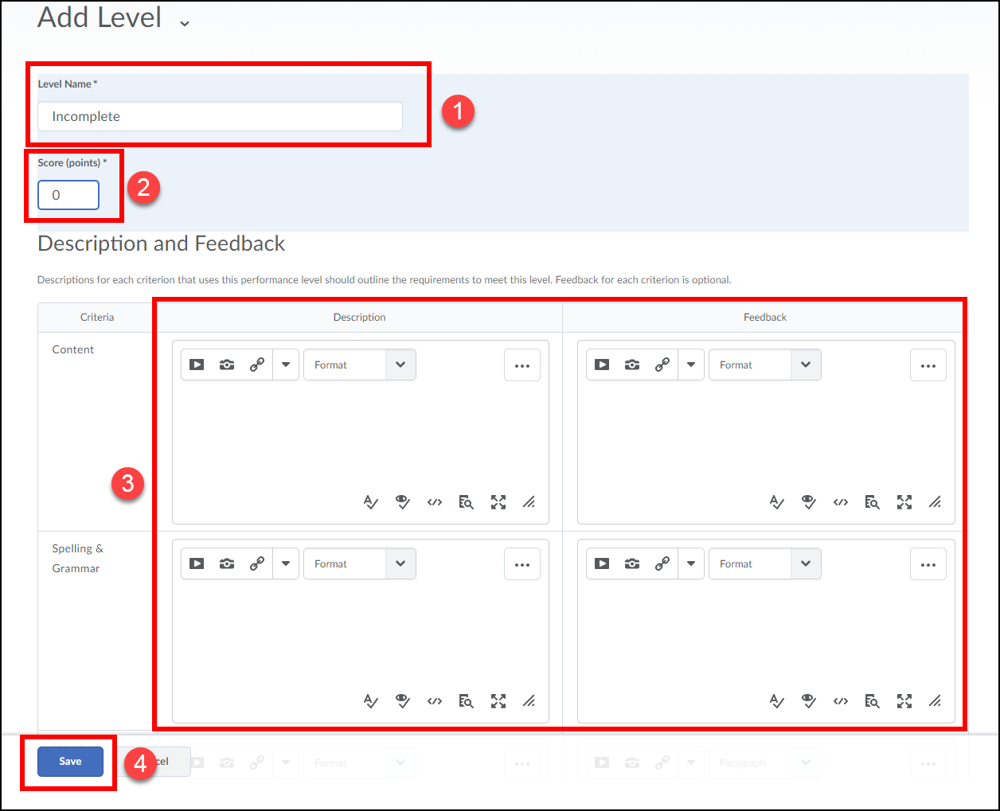 Add Level
Level Name *
Incomplete
1
Score (points) *
0
2
Description and Feedback
Descriptions for each criterion that uses this performance level should outline the requirements to meet this level. Feedback for each criterion is optional.
Criteria Description Feedback
Content
Format Format
3
Spelling &
Grammar
Format Format
Save 4 cel Format Paragraph